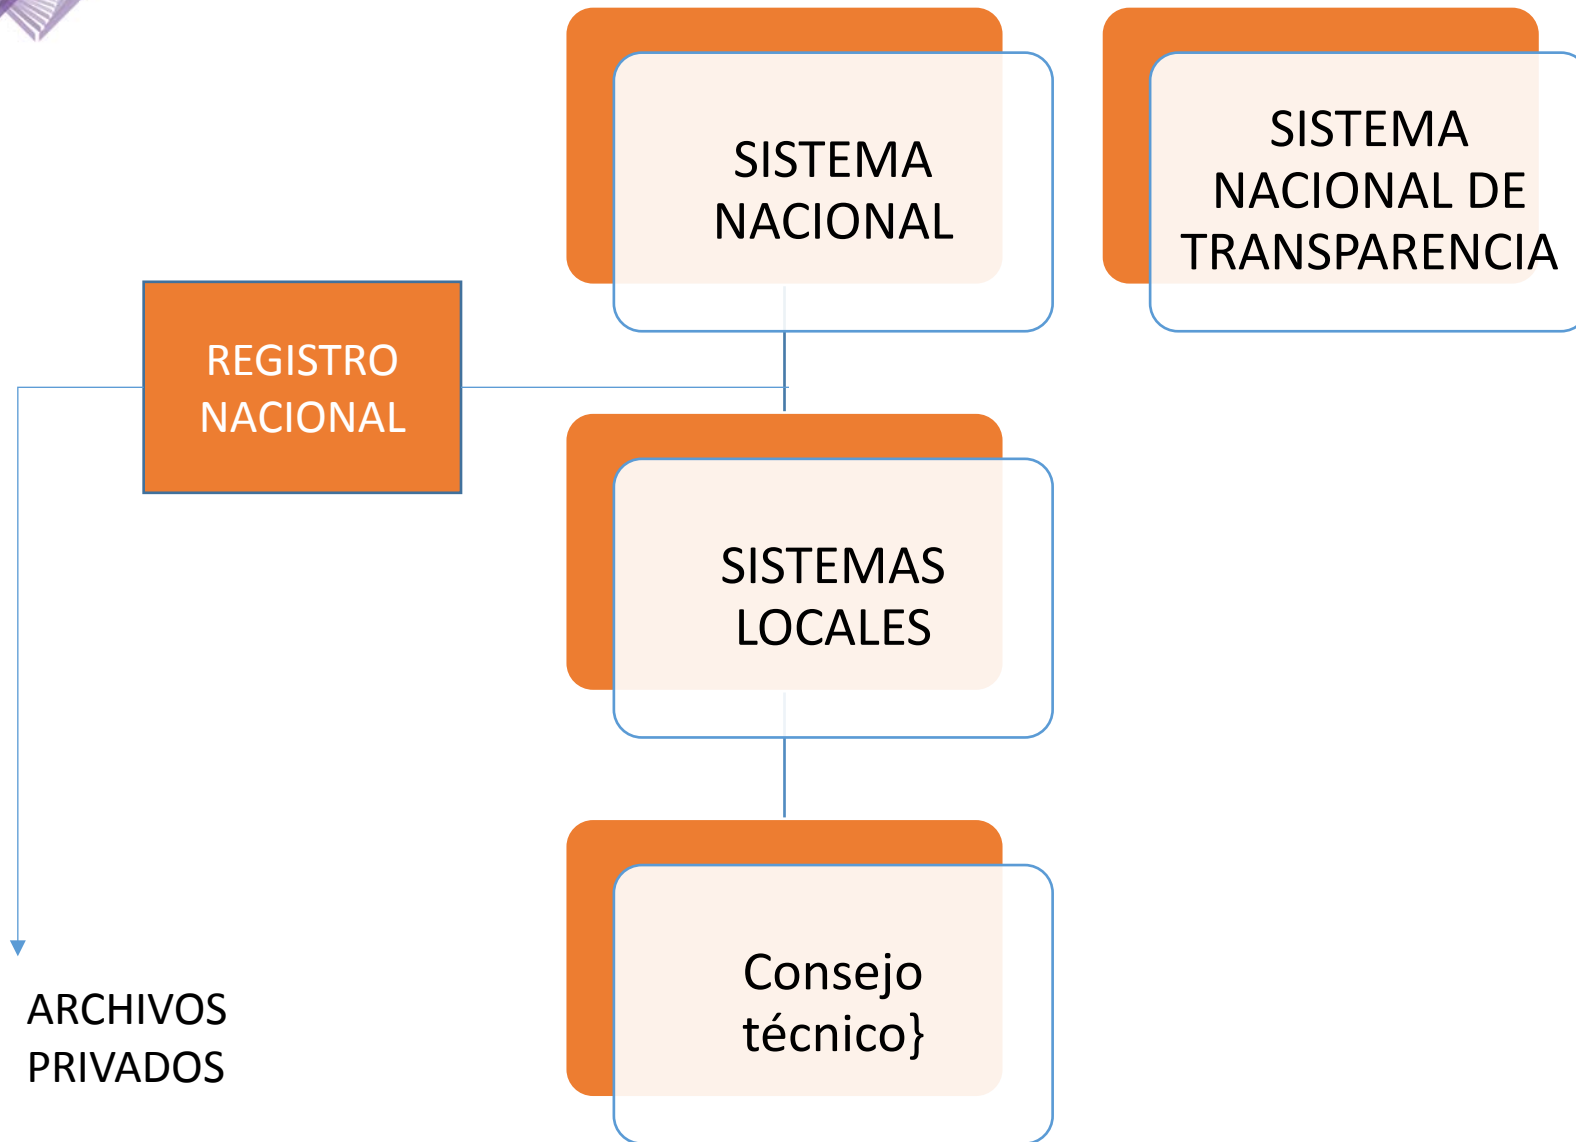 SISTEMA
NACIONAL
SISTEMA
NACIONAL DE
TRANSPARENCIA
REGISTRO
NACIONAL
SISTEMAS
LOCALES
Consejo
técnico}
ARCHIVOS
PRIVADOS